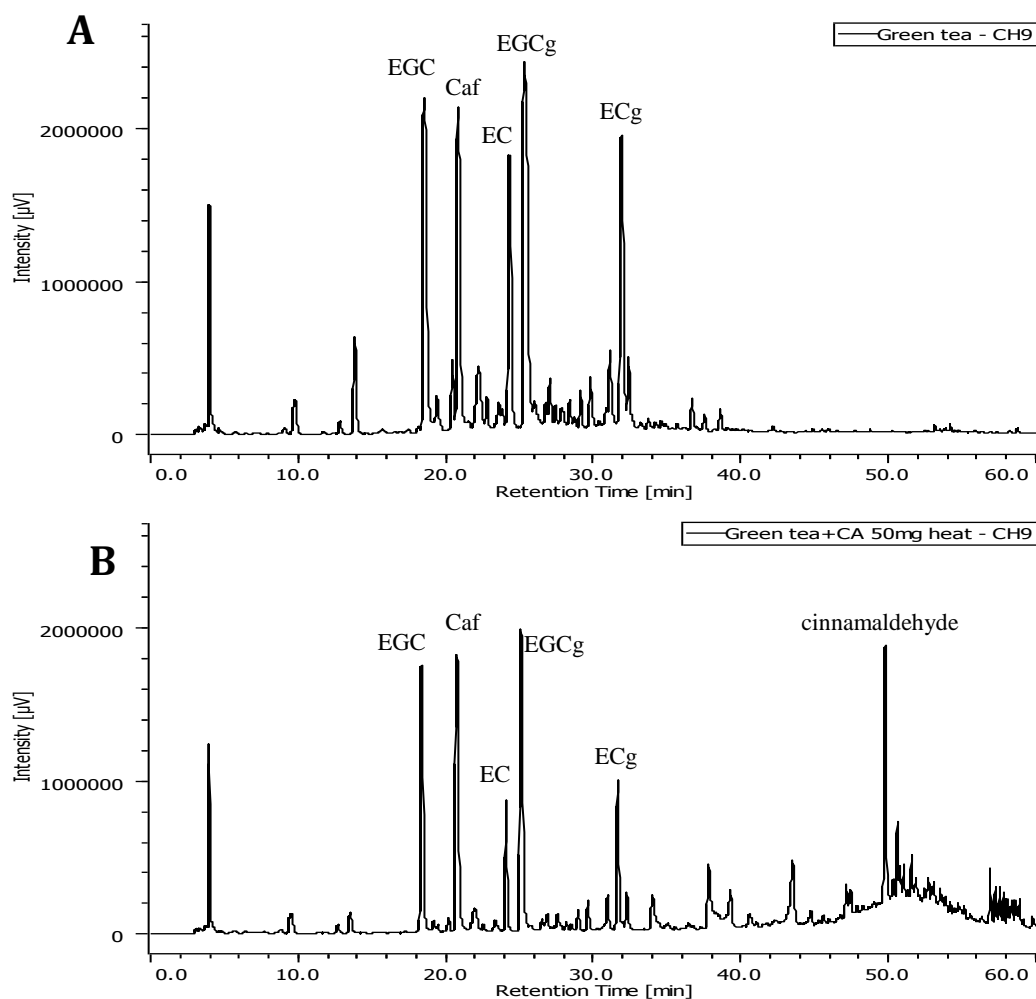 A
Green tea - CH9
EGCg
EGC
Caf
ECg
EC
2000000
1000000
0
Intensity [µV]
0.0 10.0 20.0 30.0 40.0 50.0 60.0
Retention Time [min]
B
Green tea+CA 50mg heat - CH9
Caf
cinnamaldehyde
EGC
EGCg
ECg
EC
2000000
1000000
0
Intensity [µV]
0.0 10.0 20.0 30.0 40.0 50.0 60.0
Retention Time [min]